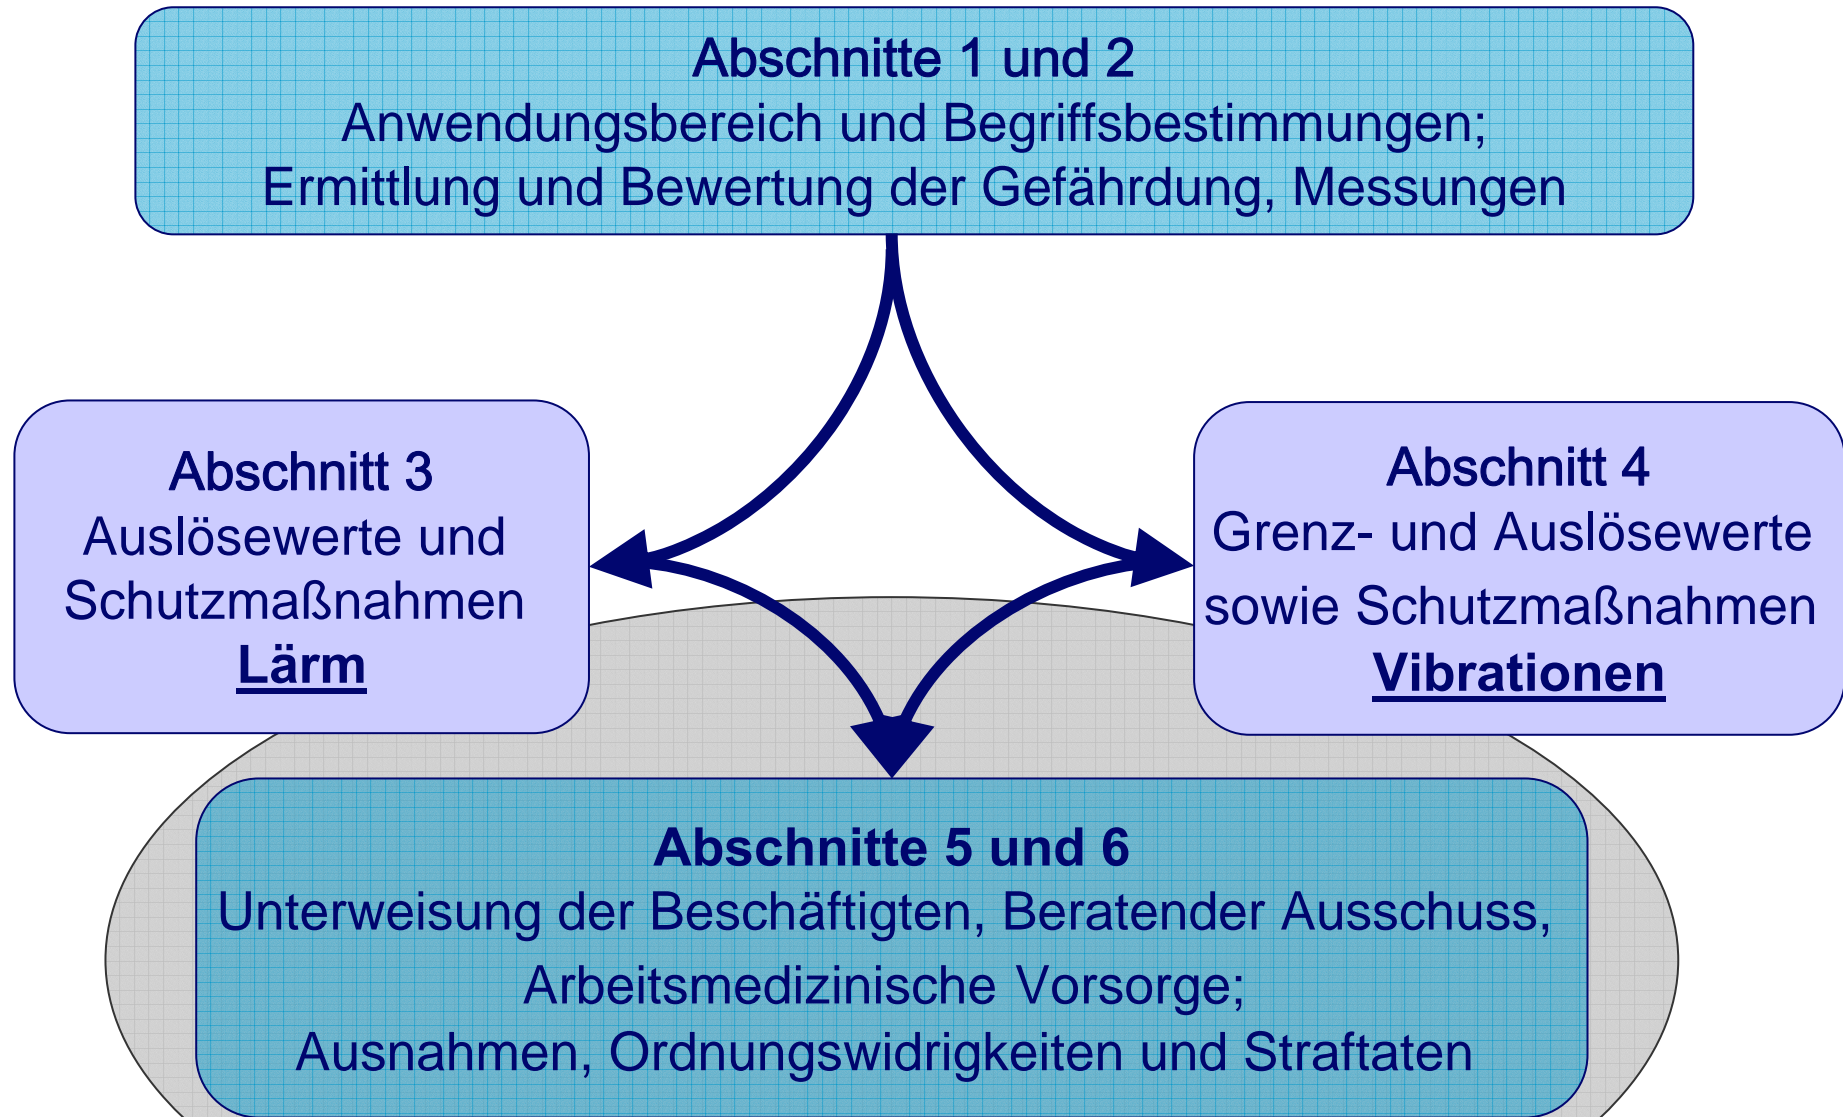 Abschnitte 1 und 2
Anwendungsbereich und Begriffsbestimmungen;
Ermittlung und Bewertung der Gefährdung, Messungen
Abschnitt 3
Auslösewerte und
Schutzmaßnahmen
Lärm
Abschnitt 4
Grenz- und Auslösewerte
sowie Schutzmaßnahmen
Vibrationen
Abschnitte 5 und 6
Unterweisung der Beschäftigten, Beratender Ausschuss,
Arbeitsmedizinische Vorsorge;
Ausnahmen, Ordnungswidrigkeiten und Straftaten